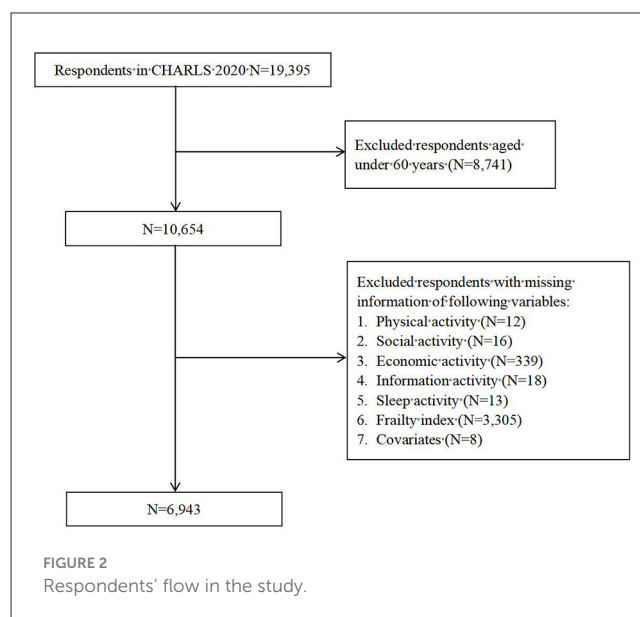 Respondents in CHARLS 2020 N=19,395
Excluded respondents aged
under 60 years (N=8,741)
N=10,654
Excluded respondents with missing
information of following variables:
1. Physical activity (N=12)
2. Social activity (N=16)
3. Economic activity (N=339)
4. Information activity (N=18)
5. Sleep activity (N=13)
6. Frailty index (N=3,305)
7. Covariates (N=8)
N=6,943
FIGURE 2
Respondents' flow in the study.